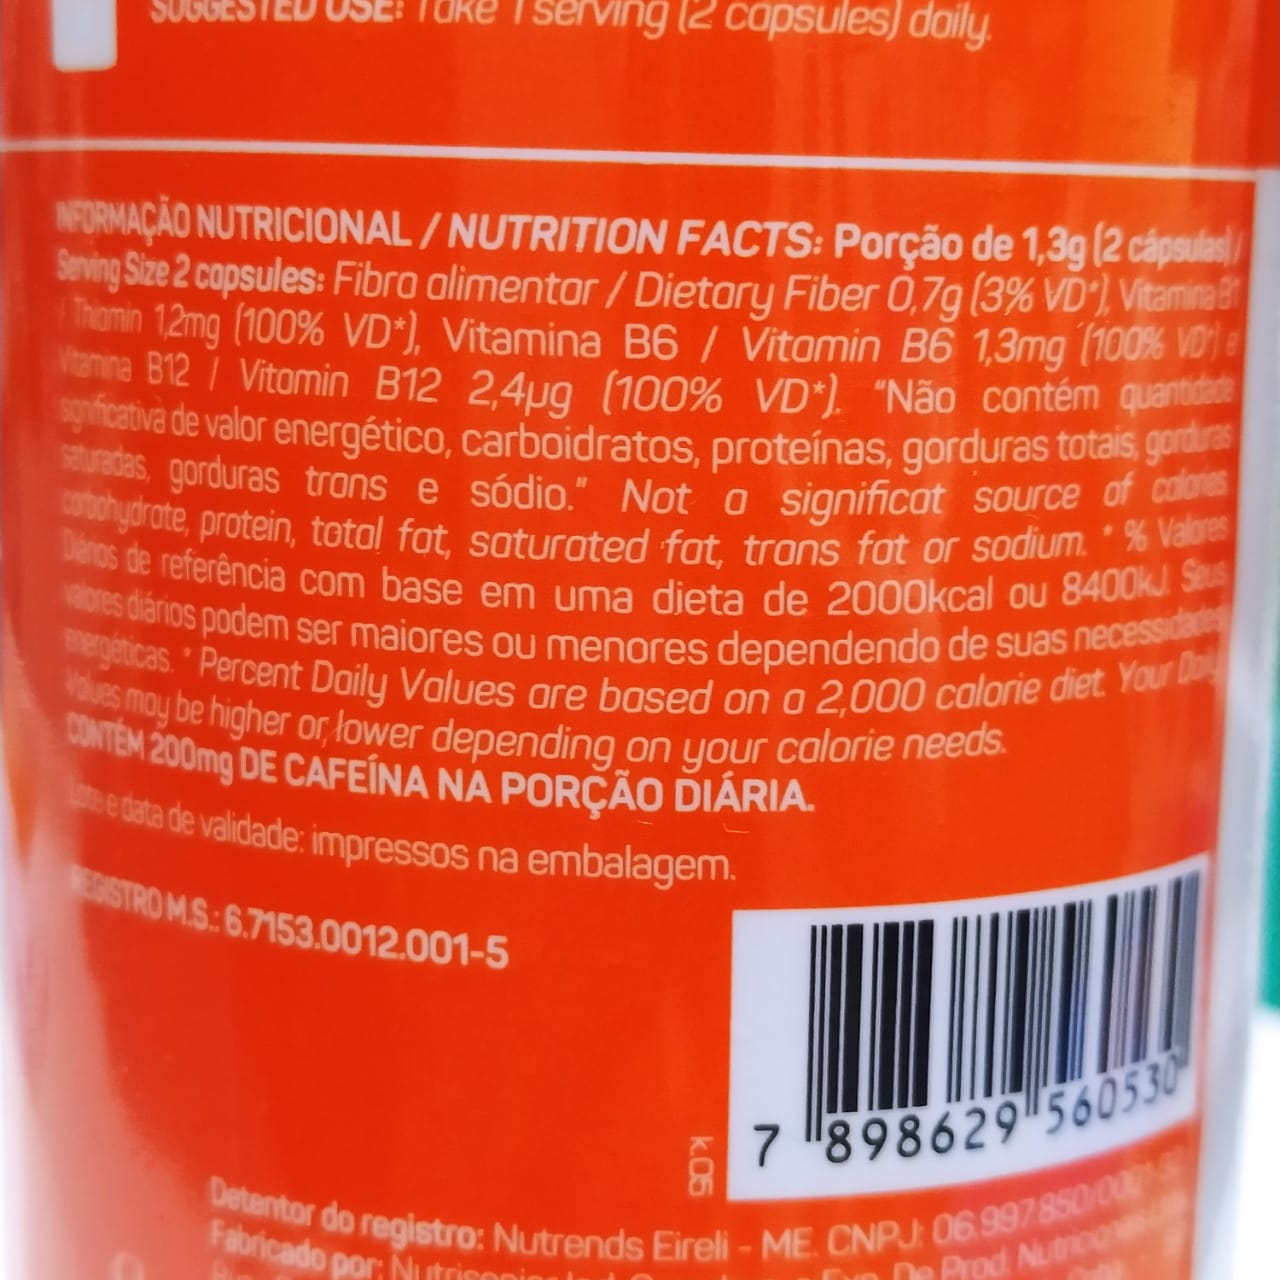 SUGGESTED USE: Take 1 serving (2 capsules) daily.
INFORMAÇÃO NUTRICIONAL / NUTRITION FACTS: Porção de 1,3g (2 cápsulas) /
Serving Size 2 capsules: Fibra alimentar / Dietary Fiber 0,7g (3% VD*), Vitamina B1
/ Thiamin 1,2mg (100% VD*), Vitamina B6 / Vitamin B6 1,3mg (100% VD*) e
Vitamina B12 / Vitamin B12 2,4µg (100% VD*). "Não contém quantidade
significativa de valor energético, carboidratos, proteínas, gorduras totais, gorduras
saturadas, gorduras trans e sódio." Not a significat source of calories,
carbohydrate, protein, total fat, saturated fat, trans fat or sodium. * % Valores
Diários de referência com base em uma dieta de 2000kcal ou 8400kJ. Seus
valores diários podem ser maiores ou menores dependendo de suas necessidades
energéticas. * Percent Daily Values are based on a 2,000 calorie diet. Your Daily
Values may be higher or lower depending on your calorie needs.
CONTÉM 200mg DE CAFEÍNA NA PORÇÃO DIÁRIA.
Lote e data de validade: impressos na embalagem.
REGISTRO M.S.: 6.7153.0012.001-5
k.05
7 898629 560530
Detentor do registro: Nutrends Eireli - ME. CNPJ: 06.997.850/
Fabricado por: Exp. De Prod. Nutricionais